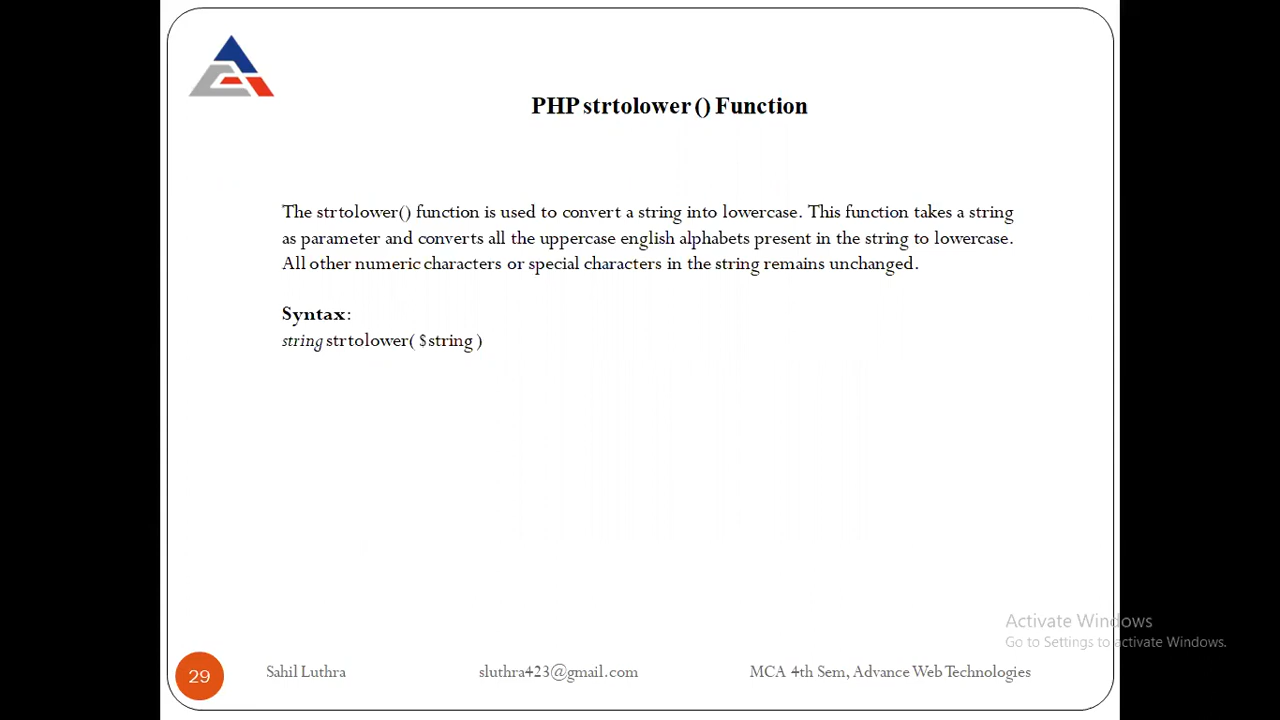 PHP strtolower () Function
The strtolower() function is used to convert a string into lowercase. This function takes a string
as parameter and converts all the uppercase english alphabets present in the string to lowercase.
All other numeric characters or special characters in the string remains unchanged.
Syntax:
string strtolower( $string )
Activate Windows
Go to Settings to activate Windows.
29
Sahil Luthra
sluthra423@gmail.com
MCA 4th Sem, Advance Web Technologies